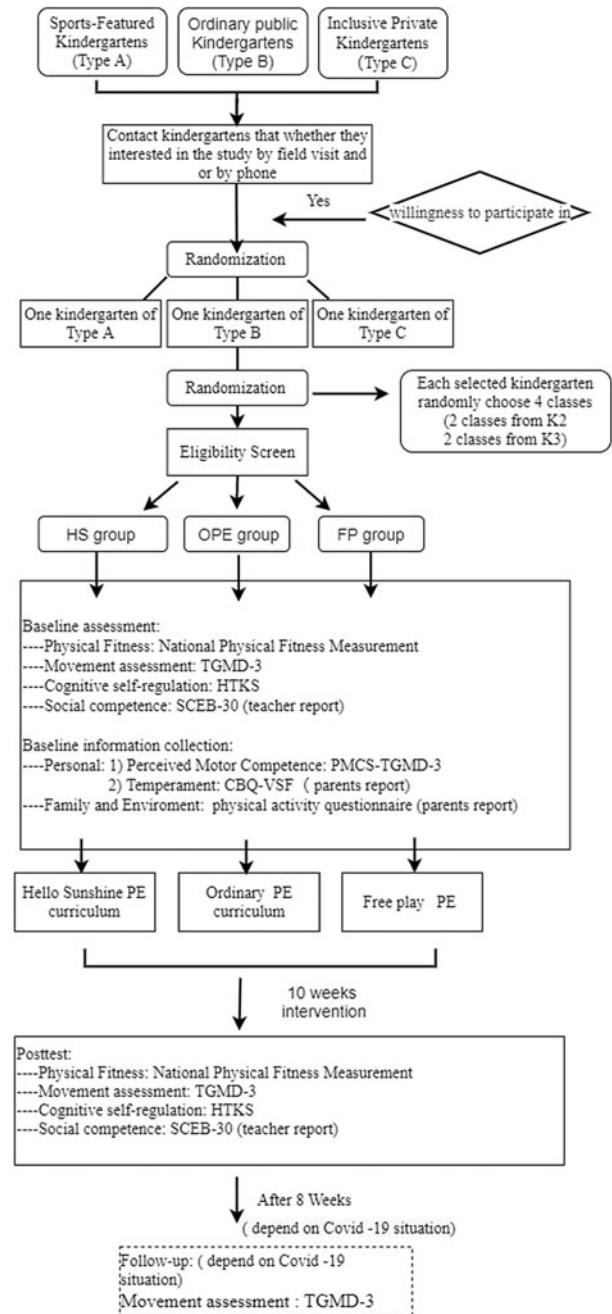 Sports-Featured
Kindergartens
(Type A)
Ordinary public
Kindergartens
(Type B)
Inclusive Private
Kindergartens
(Type C)
Contact kindergartens that whether they
interested in the study by field visit and
or by phone
Yes
willingness to participate in
Randomization
One kindergarten of
Type A
One kindergarten of
Type B
One kindergarten of
Type C
Randomization
Each selected kindergarten
randomly choose 4 classes
(2 classes from K2
2 classes from K3)
Eligibility Screen
HS group
OPE group
FP group
Baseline assessment:
----Physical Fitness: National Physical Fitness Measurement
----Movement assessment: TGMD-3
----Cognitive self-regulation: HTKS
----Social competence: SCEB-30 (teacher report)
Baseline information collection:
----Personal: 1) Perceived Motor Competence: PMCS-TGMD-3
2) Temperament: CBQ-VSF ( parents report)
----Family and Enviroment: physical activity questionnaire (parents report)
Hello Sunshine PE
curriculum
Ordinary PE
curriculum
Free play PE
10 weeks
intervention
Posttest:
----Physical Fitness: National Physical Fitness Measurement
----Movement assessment: TGMD-3
----Cognitive self-regulation: HTKS
----Social competence: SCEB-30 (teacher report)
After 8 Weeks
( depend on Covid -19 situation)
Follow-up: ( depend on Covid -19
situation)
Movement assessment : TGMD-3